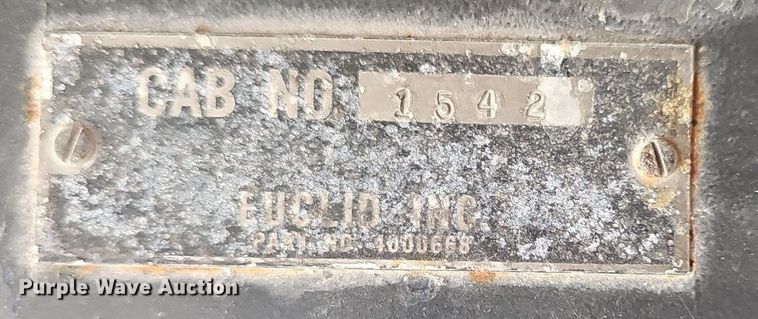 CAB NO. 1542
EUCLID INC.
PART NO. 4000668
Purple Wave Auction